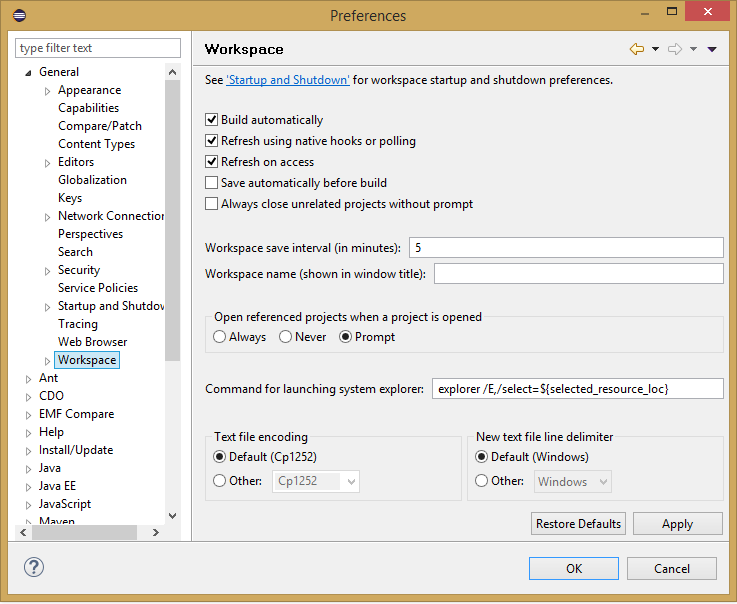 Preferences
type filter text
General
Appearance
Capabilities
Compare/Patch
Content Types
Editors
Globalization
Keys
Network Connection
Perspectives
Search
Security
Service Policies
Startup and Shutdow
Tracing
Web Browser
Workspace
Ant
CDO
EMF Compare
Help
Install/Update
Java
Java EE
JavaScript
Maven
Workspace
See 'Startup and Shutdown' for workspace startup and shutdown preferences.
Build automatically
Refresh using native hooks or polling
Refresh on access
Save automatically before build
Always close unrelated projects without prompt
Workspace save interval (in minutes): 5
Workspace name (shown in window title):
Open referenced projects when a project is opened
Always Never Prompt
Command for launching system explorer: explorer /E,/select=${selected_resource_loc}
Text file encoding
Default (Cp1252)
Other: Cp1252
New text file line delimiter
Default (Windows)
Other: Windows
Restore Defaults Apply
? OK Cancel